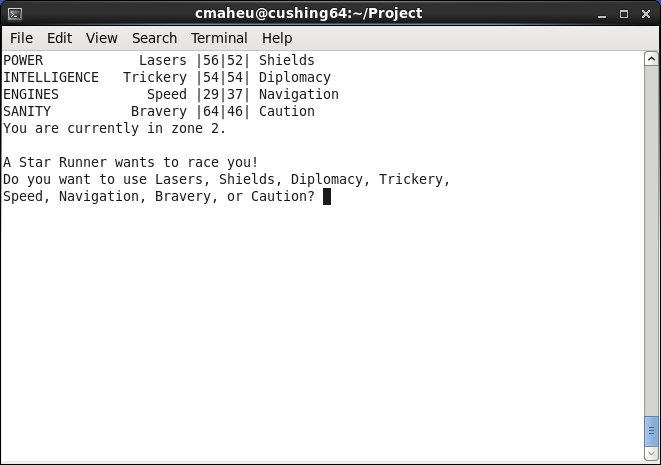 cmaheu@cushing64:~/Project
File Edit View Search Terminal Help
POWER            Lasers |56|52| Shields
INTELLIGENCE   Trickery |54|54| Diplomacy
ENGINES           Speed |29|37| Navigation
SANITY          Bravery |64|46| Caution
You are currently in zone 2.
A Star Runner wants to race you!
Do you want to use Lasers, Shields, Diplomacy, Trickery,
Speed, Navigation, Bravery, or Caution?